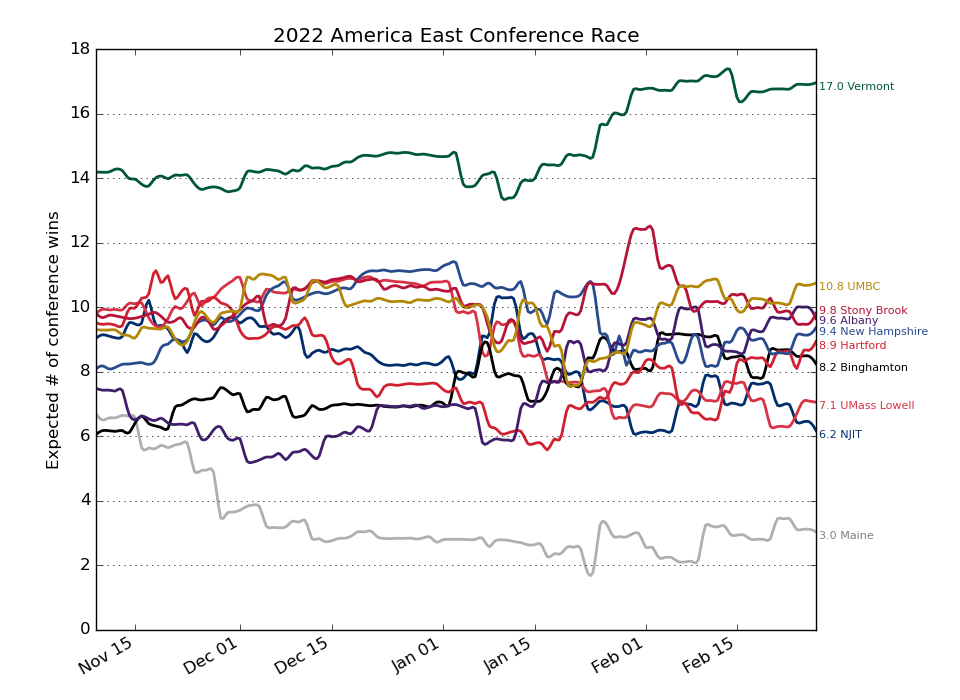 2022 America East Conference Race
Expected # of conference wins
18
16
14
12
10
8
6
4
2
0
Nov 15
Dec 01
Dec 15
Jan 01
Jan 15
Feb 01
Feb 15
17.0 Vermont
10.8 UMBC
9.8 Stony Brook
9.6 Albany
9.4 New Hampshire
8.9 Hartford
8.2 Binghamton
7.1 UMass Lowell
6.2 NJIT
3.0 Maine